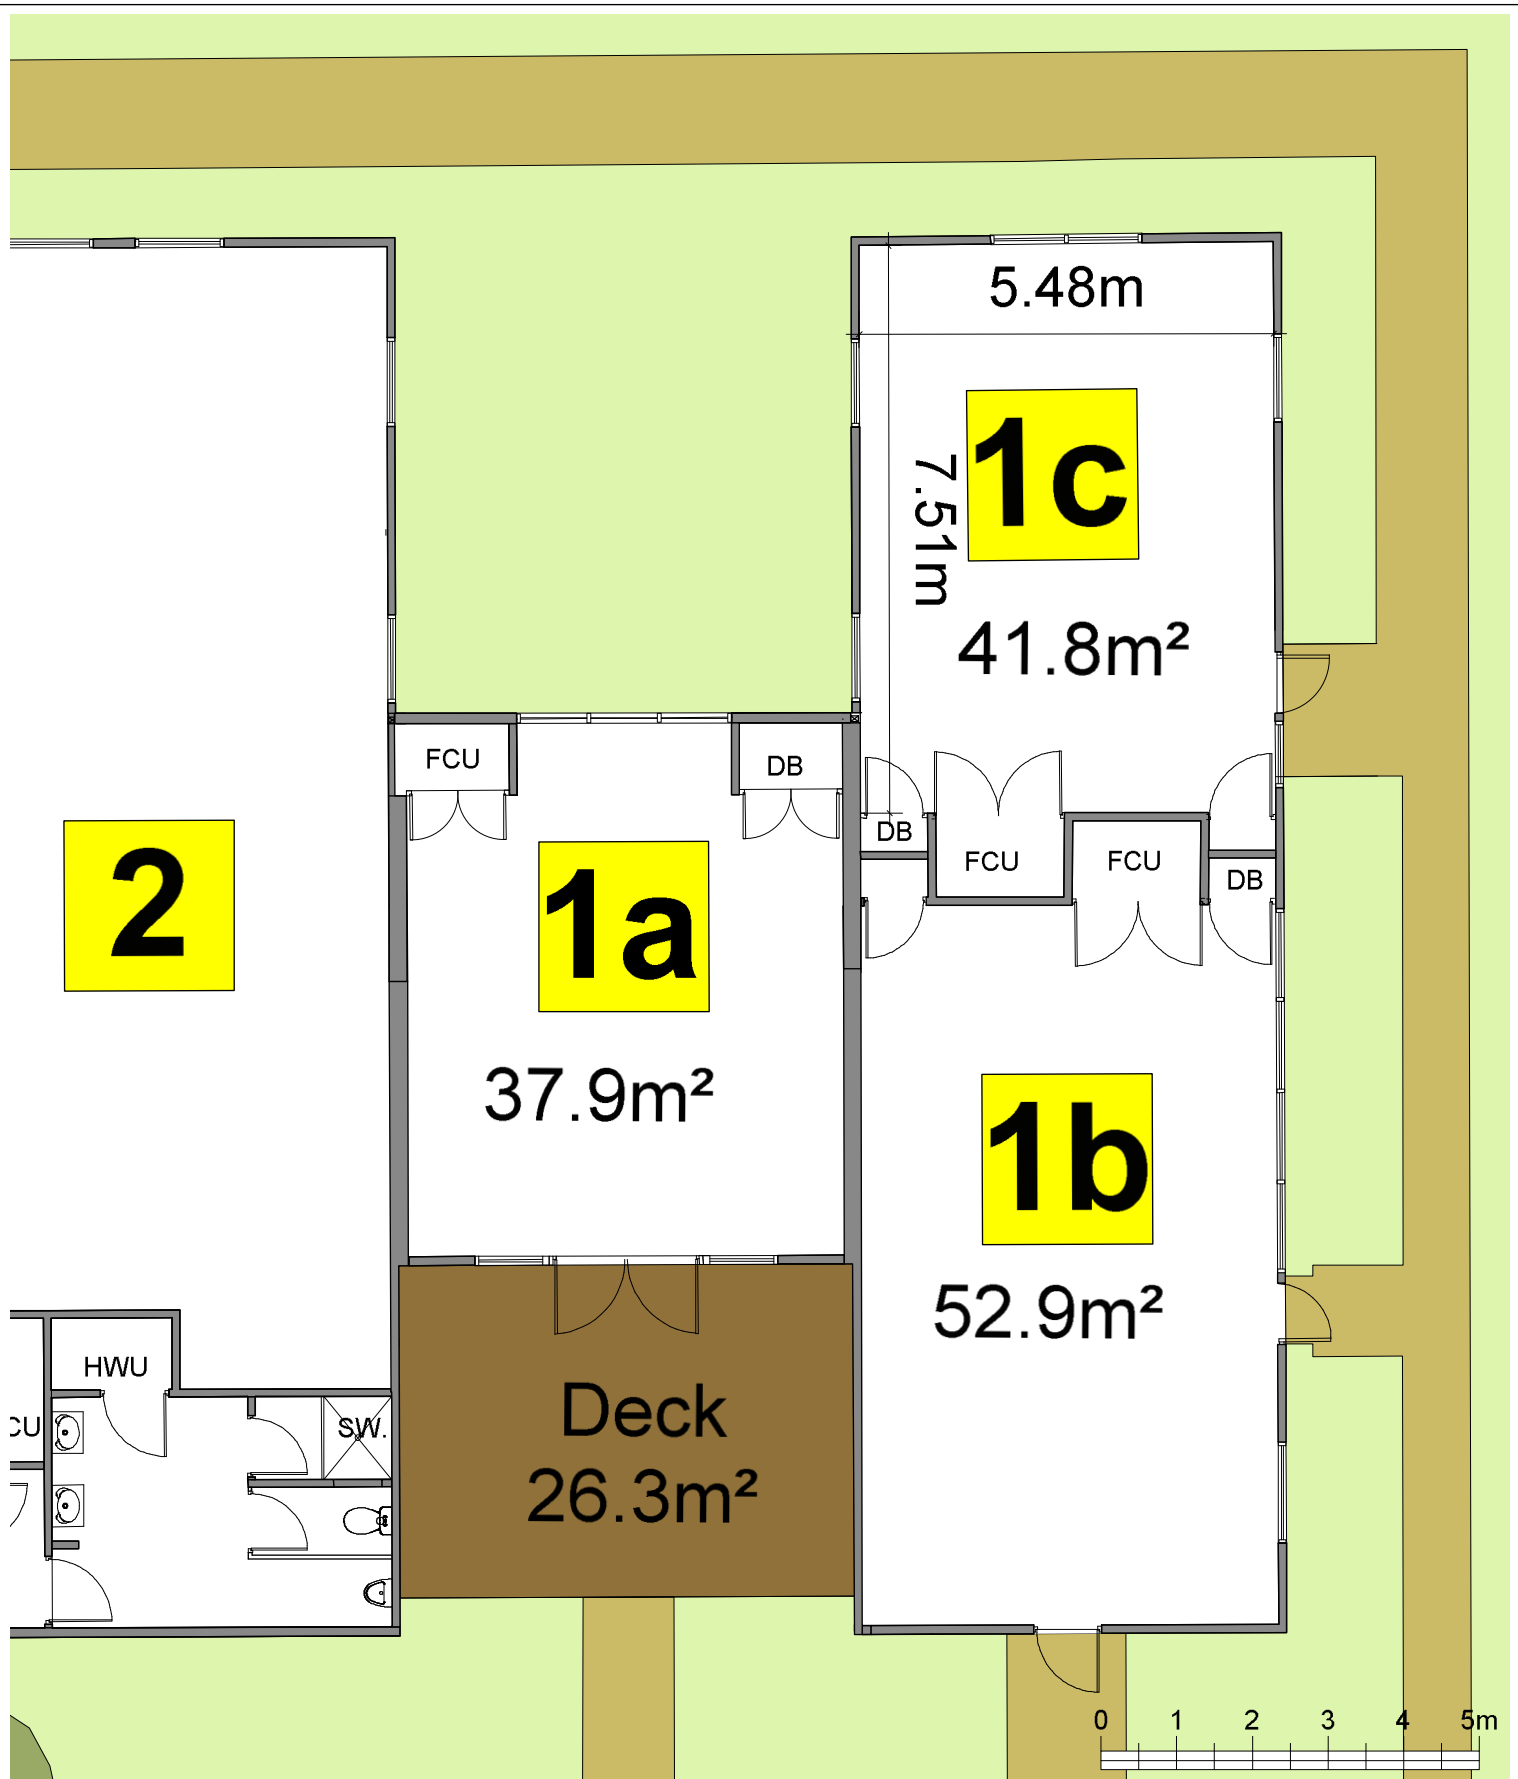 5.48m
1c
7.51m
41.8m²
FCU
DB
DB
FCU
FCU
DB
2
1a
37.9m²
1b
52.9m²
HWU
CU
SW.
Deck
26.3m²
0 1 2 3 4 5m